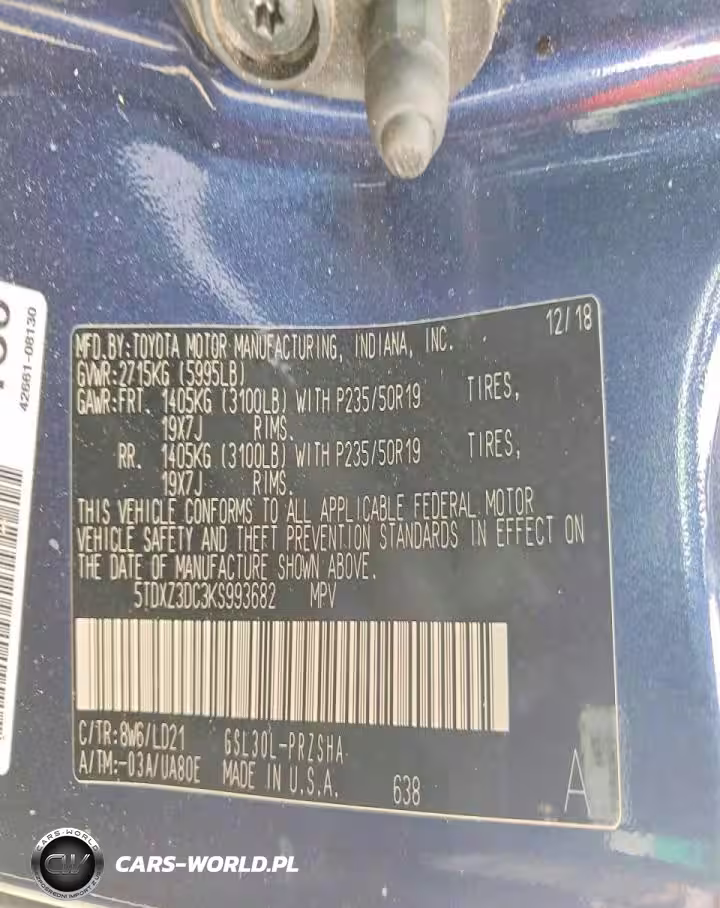 12/18
MFD.BY:TOYOTA MOTOR MANUFACTURING, INDIANA, INC.
GVWR:2715KG (5995LB)
GAWR:FRT. 1405KG (3100LB) WITH P235/50R19 TIRES,
19X7J RIMS.
RR. 1405KG (3100LB) WITH P235/50R19 TIRES,
19X7J RIMS.
THIS VEHICLE CONFORMS TO ALL APPLICABLE FEDERAL MOTOR
VEHICLE SAFETY AND THEFT PREVENTION STANDARDS IN EFFECT ON
THE DATE OF MANUFACTURE SHOWN ABOVE.
5TDXZ3DC3KS993682 MPV
C/TR:8W6/LD21 GSL30L-PRZSHA
A/TM:-03A/UA80E MADE IN U.S.A. 638 A
42661-08130
CARS-WORLD
CW
CARS-WORLD.PL